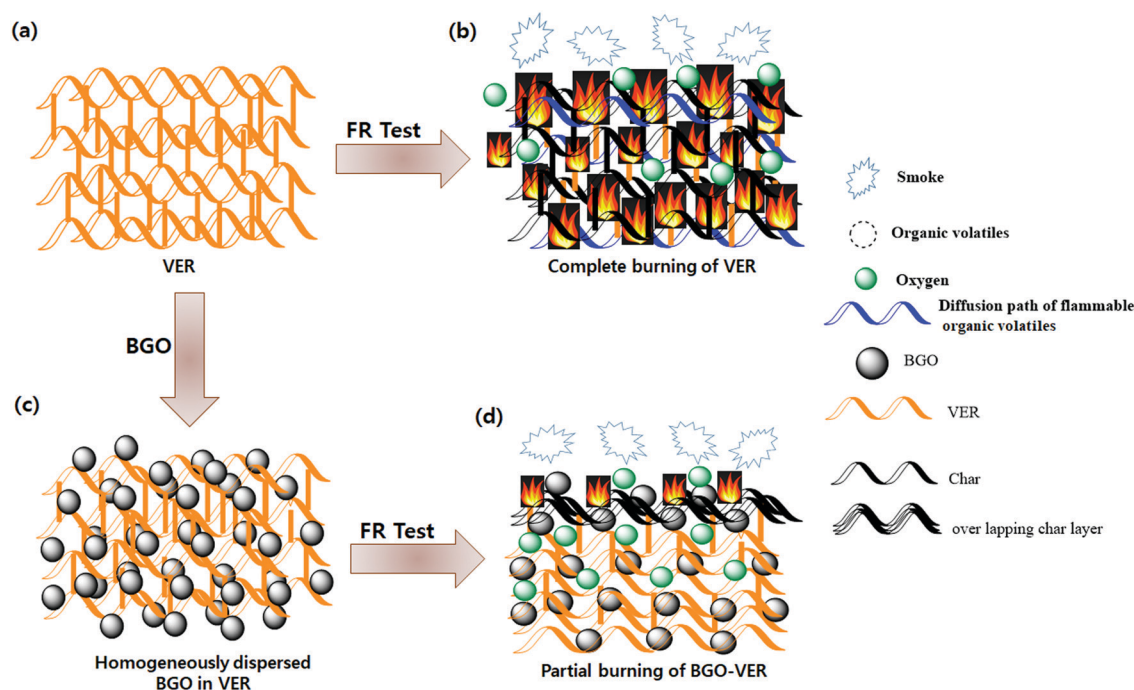 (a)
VER
FR Test
(b)
Complete burning of VER
BGO
(c)
Homogeneously dispersed
BGO in VER
FR Test
(d)
Partial burning of BGO-VER
Smoke
Organic volatiles
Oxygen
Diffusion path of flammable
organic volatiles
BGO
VER
Char
over lapping char layer